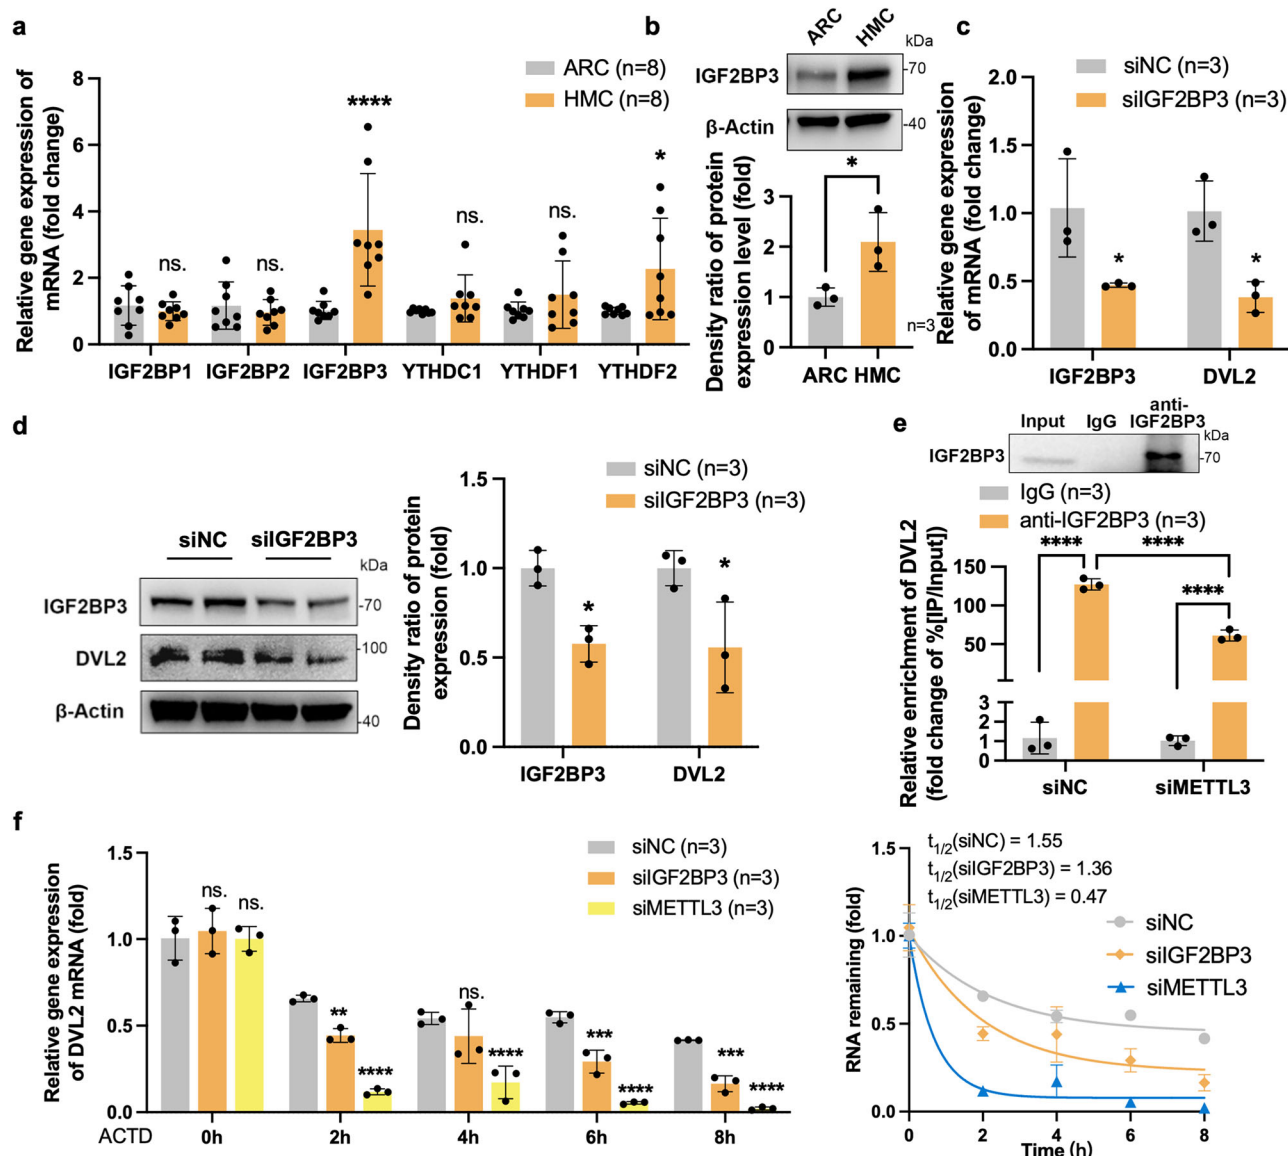 a
Relative gene expression of
mRNA (fold change)
8
6
4
2
0
ARC (n=8)
HMC (n=8)
ns.
ns.
****
ns.
ns.
*
IGF2BP1
IGF2BP2
IGF2BP3
YTHDC1
YTHDF1
YTHDF2
b
ARC
HMC
kDa
IGF2BP3
-70
β-Actin
-40
Density ratio of protein
expression level (fold)
3
2
1
0
*
n=3
ARC HMC
c
Relative gene expression
of mRNA (fold change)
2.0
1.5
1.0
0.5
0.0
siNC (n=3)
siIGF2BP3 (n=3)
*
*
IGF2BP3
DVL2
d
siNC
siIGF2BP3
kDa
IGF2BP3
-70
DVL2
-100
β-Actin
-40
Density ratio of protein
expression (fold)
1.5
1.0
0.5
0.0
siNC (n=3)
siIGF2BP3 (n=3)
*
*
IGF2BP3
DVL2
e
Input
IgG
anti-
IGF2BP3
kDa
IGF2BP3
-70
IgG (n=3)
anti-IGF2BP3 (n=3)
Relative enrichment of DVL2
(fold change of %[IP/Input])
150
100
50
3
2
1
0
****
****
****
siNC
siMETTL3
f
Relative gene expression
of DVL2 mRNA (fold)
1.5
1.0
0.5
0.0
siNC (n=3)
siIGF2BP3 (n=3)
siMETTL3 (n=3)
ns.
ns.
**
****
ns.
****
***
****
***
****
ACTD
0h
2h
4h
6h
8h
RNA remaining (fold)
1.5
1.0
0.5
0.0
t1/2(siNC) = 1.55
t1/2(siIGF2BP3) = 1.36
t1/2(siMETTL3) = 0.47
siNC
siIGF2BP3
siMETTL3
0
2
4
6
8
Time (h)